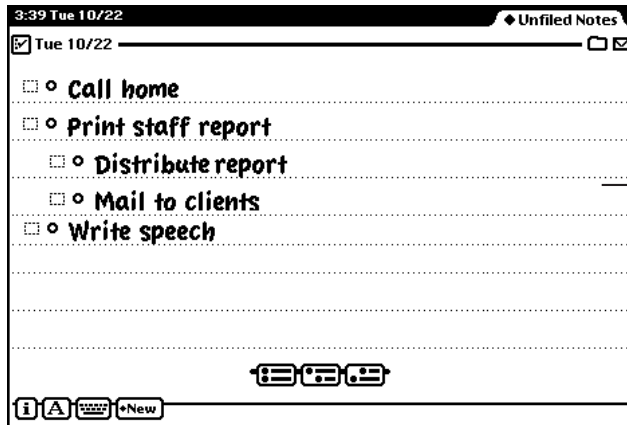 3:39 Tue 10/22
◆ Unfiled Notes
Tue 10/22
Call home
Print staff report
Distribute report
Mail to clients
Write speech
i A ◆New